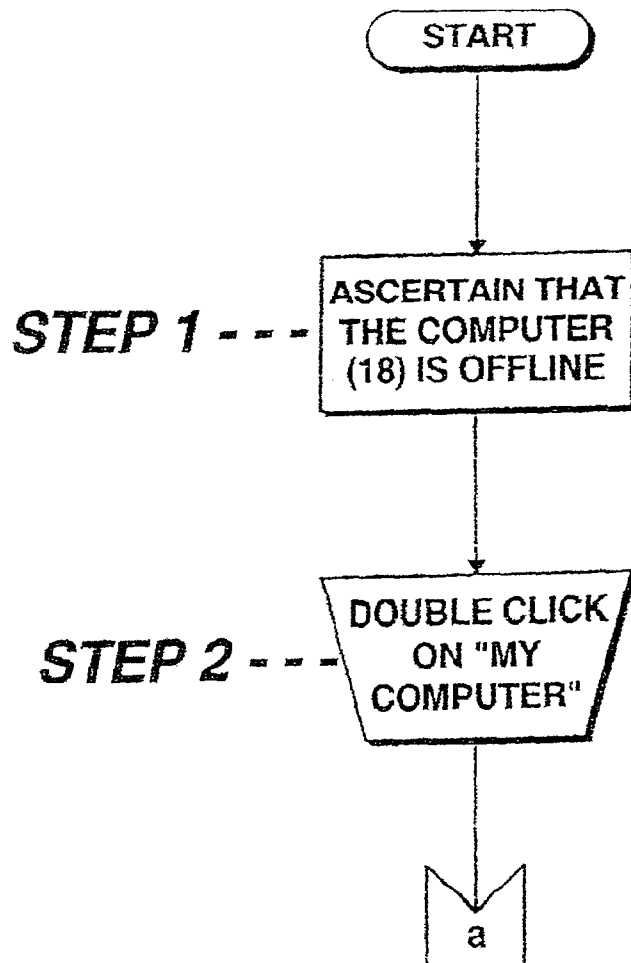 START
ASCERTAIN THAT
STEP 1 - - - THE COMPUTER
(18) IS OFFLINE
DOUBLE CLICK
STEP 2 - - - ON "MY
COMPUTER"
a